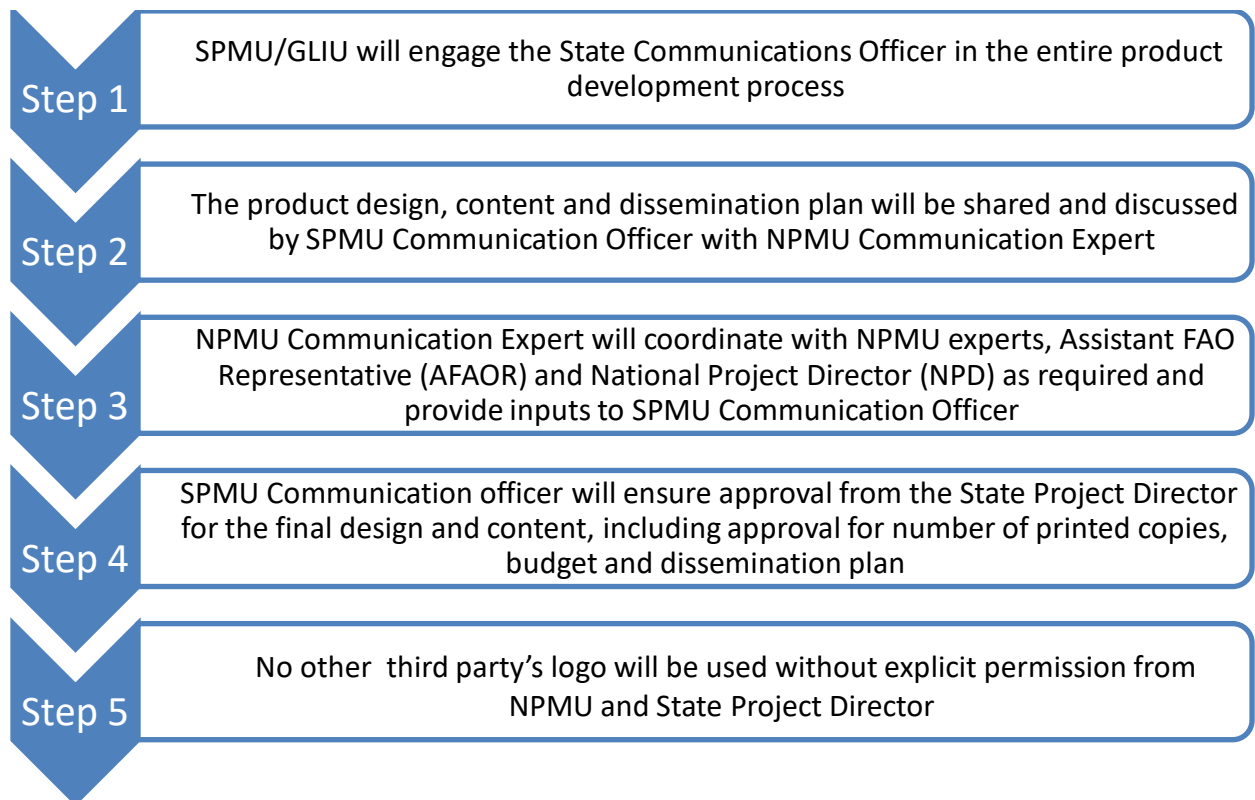 Step 1
SPMU/GLIU will engage the State Communications Officer in the entire product
development process
Step 2
The product design, content and dissemination plan will be shared and discussed
by SPMU Communication Officer with NPMU Communication Expert
Step 3
NPMU Communication Expert will coordinate with NPMU experts, Assistant FAO
Representative (AFAOR) and National Project Director (NPD) as required and
provide inputs to SPMU Communication Officer
Step 4
SPMU Communication officer will ensure approval from the State Project Director
for the final design and content, including approval for number of printed copies,
budget and dissemination plan
Step 5
No other third party’s logo will be used without explicit permission from
NPMU and State Project Director